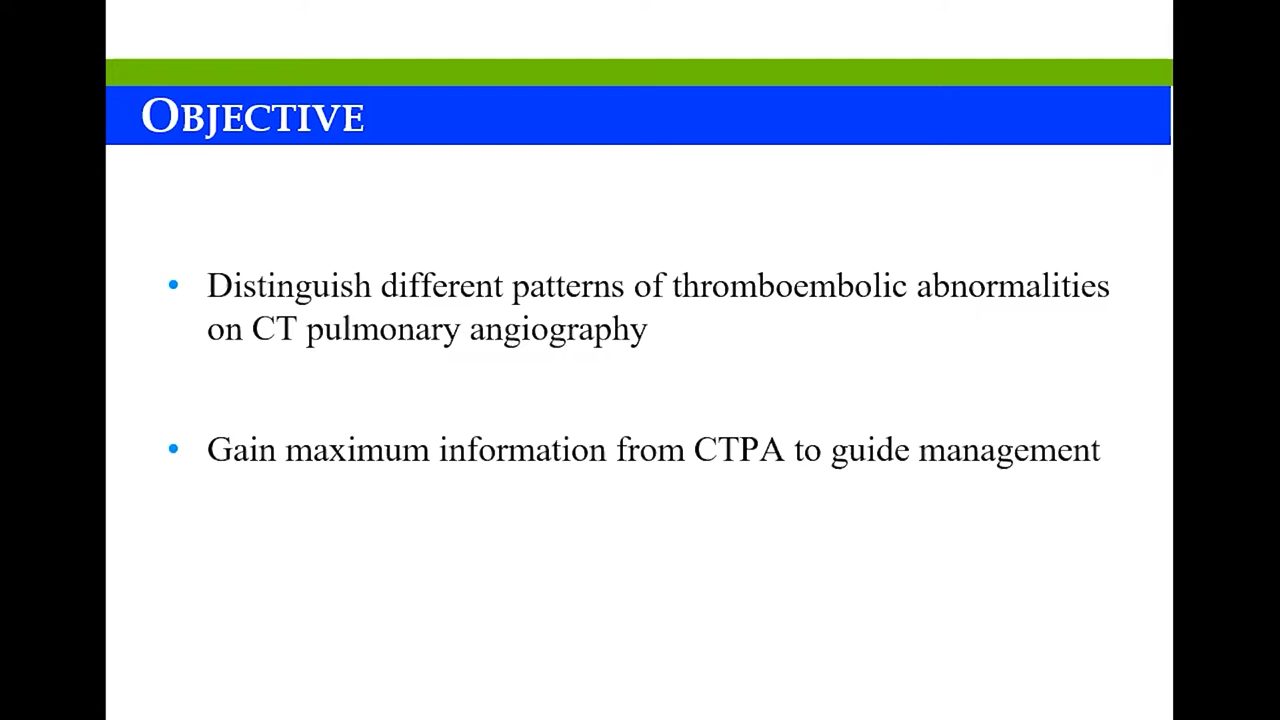 OBJECTIVE
• Distinguish different patterns of thromboembolic abnormalities
on CT pulmonary angiography
• Gain maximum information from CTPA to guide management